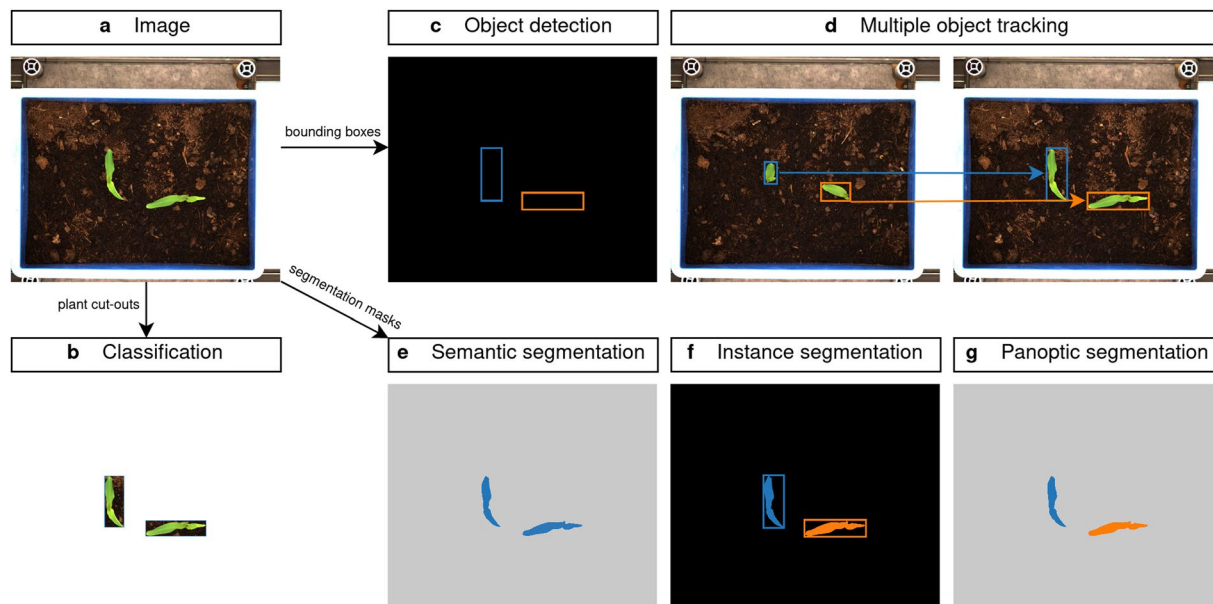 a Image
c Object detection
d Multiple object tracking
bounding boxes
segmentation masks
plant cut-outs
b Classification
e Semantic segmentation
f Instance segmentation
g Panoptic segmentation